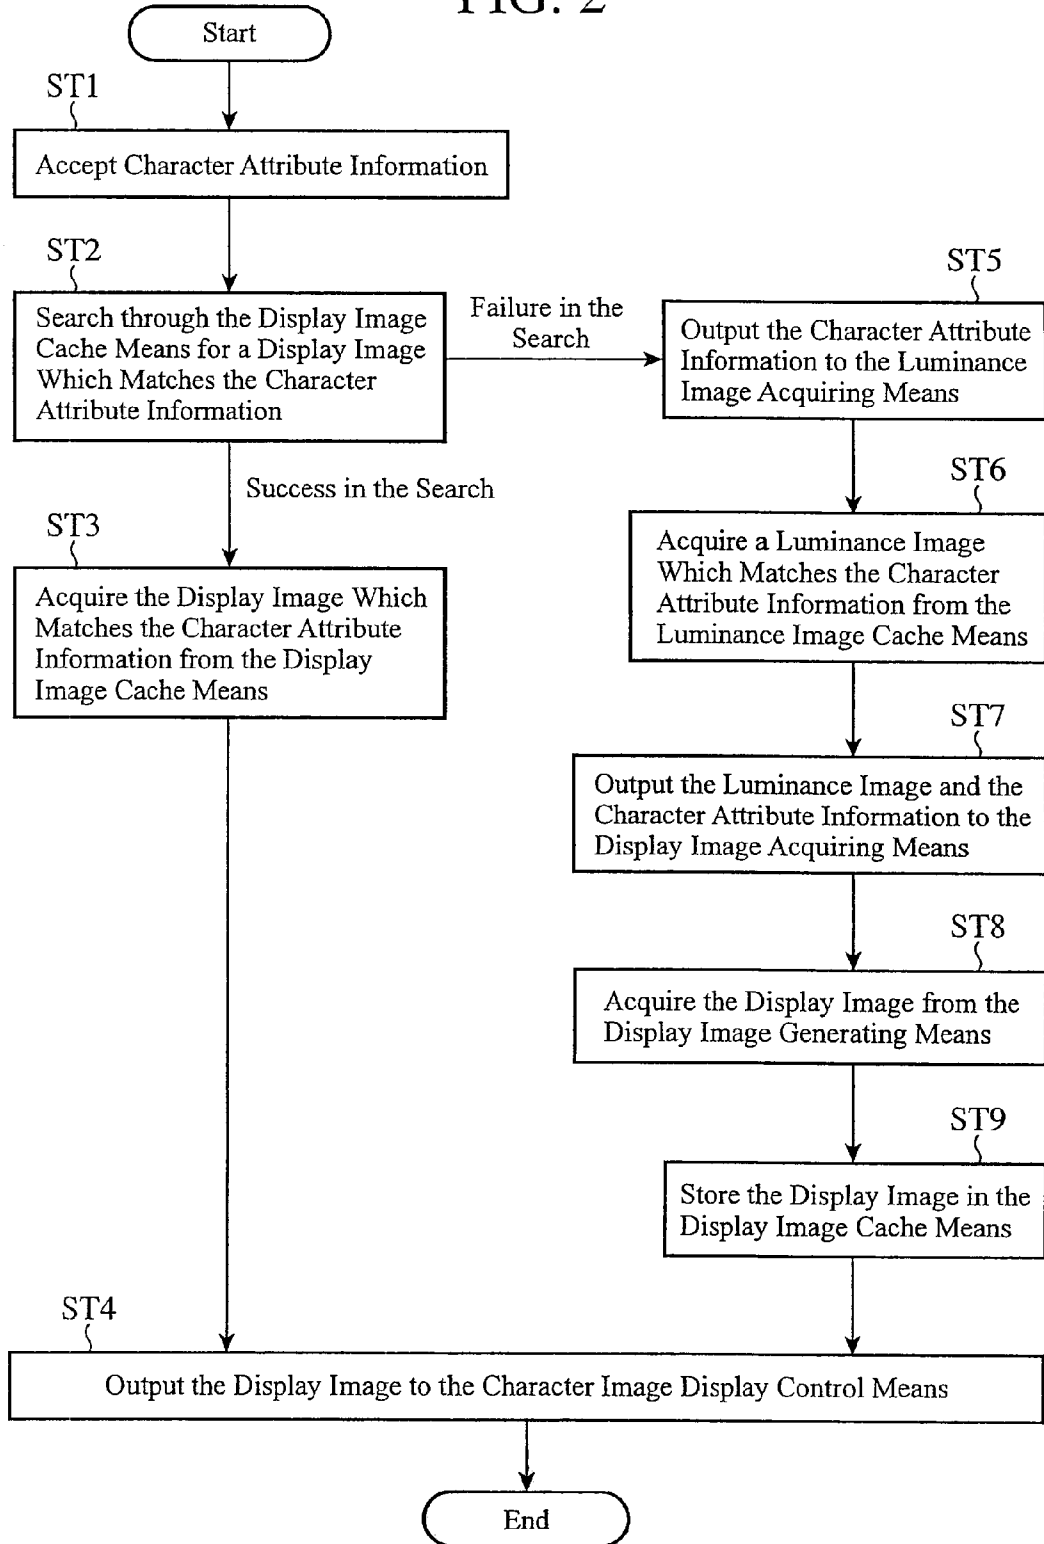 FIG. 2
Start
ST1
Accept Character Attribute Information
ST2
Search through the Display Image
Cache Means for a Display Image
Which Matches the Character
Attribute Information
Failure in the
Search
ST5
Output the Character Attribute
Information to the Luminance
Image Acquiring Means
Success in the Search
ST6
Acquire a Luminance Image
Which Matches the Character
Attribute Information from the
Luminance Image Cache Means
ST3
Acquire the Display Image Which
Matches the Character Attribute
Information from the Display
Image Cache Means
ST7
Output the Luminance Image and the
Character Attribute Information to the
Display Image Acquiring Means
ST8
Acquire the Display Image from the
Display Image Generating Means
ST9
Store the Display Image in the
Display Image Cache Means
ST4
Output the Display Image to the Character Image Display Control Means
End